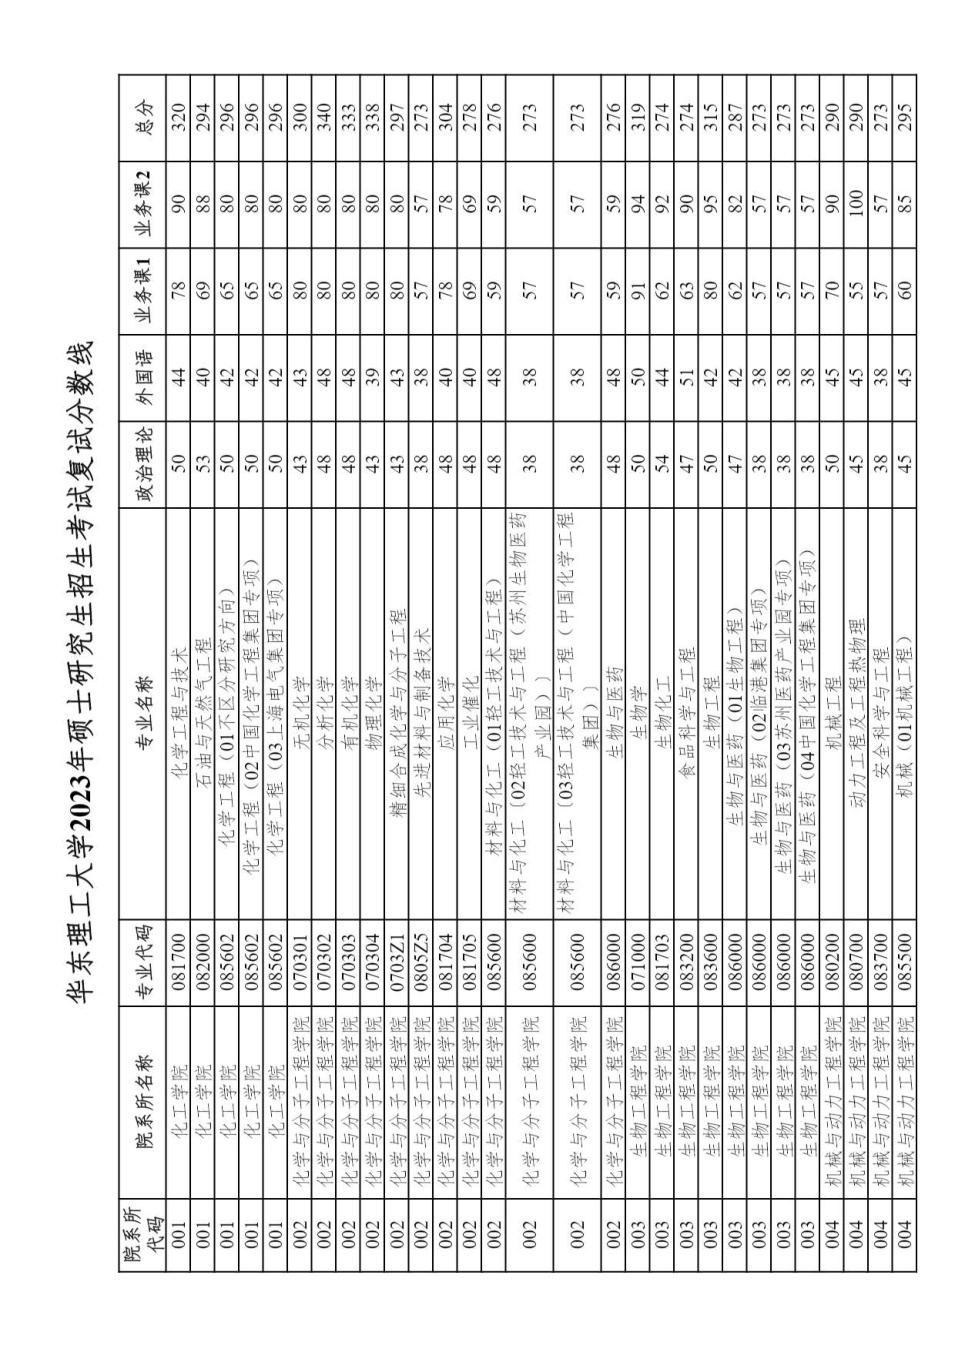 华东理工大学2023年硕士研究生招生考试复试分数线
院系所代码 院系所名称 专业代码 专业名称 政治理论 外国语 业务课1 业务课2 总分
001 化工学院 081700 化学工程与技术 50 44 78 90 320
001 化工学院 082000 石油与天然气工程 53 40 69 88 294
001 化工学院 085602 化学工程（01不区分研究方向） 50 42 65 80 296
001 化工学院 085602 化学工程（02中国化学工程集团专项） 50 42 65 80 296
001 化工学院 085602 化学工程（03上海电气集团专项） 50 42 65 80 296
002 化学与分子工程学院 070301 无机化学 43 43 80 80 300
002 化学与分子工程学院 070302 分析化学 48 48 80 80 340
002 化学与分子工程学院 070303 有机化学 48 48 80 80 333
002 化学与分子工程学院 070304 物理化学 43 39 80 80 338
002 化学与分子工程学院 0703Z1 精细合成化学与分子工程 43 43 80 80 297
002 化学与分子工程学院 0805Z5 先进材料与制备技术 38 38 57 57 273
002 化学与分子工程学院 081704 应用化学 48 40 78 78 304
002 化学与分子工程学院 081705 工业催化 48 40 69 69 278
002 化学与分子工程学院 085600 材料与化工（01轻工技术与工程） 48 48 59 59 276
002 化学与分子工程学院 085600 材料与化工〔02轻工技术与工程（苏州生物医药产业园）〕 38 38 57 57 273
002 化学与分子工程学院 085600 材料与化工〔03轻工技术与工程（中国化学工程集团）〕 38 38 57 57 273
002 化学与分子工程学院 086000 生物与医药 48 48 59 59 276
003 生物工程学院 071000 生物学 50 50 91 94 319
003 生物工程学院 081703 生物化工 54 44 62 92 274
003 生物工程学院 083200 食品科学与工程 47 51 63 90 274
003 生物工程学院 083600 生物工程 50 42 80 95 315
003 生物工程学院 086000 生物与医药（01生物工程） 47 42 62 82 287
003 生物工程学院 086000 生物与医药（02临港集团专项） 38 38 57 57 273
003 生物工程学院 086000 生物与医药（03苏州医药产业园专项） 38 38 57 57 273
003 生物工程学院 086000 生物与医药（04中国化学工程集团专项） 38 38 57 57 273
004 机械与动力工程学院 080200 机械工程 50 45 70 90 290
004 机械与动力工程学院 080700 动力工程及工程热物理 45 45 55 100 290
004 机械与动力工程学院 083700 安全科学与工程 38 38 57 57 273
004 机械与动力工程学院 085500 机械（01机械工程） 45 45 60 85 295